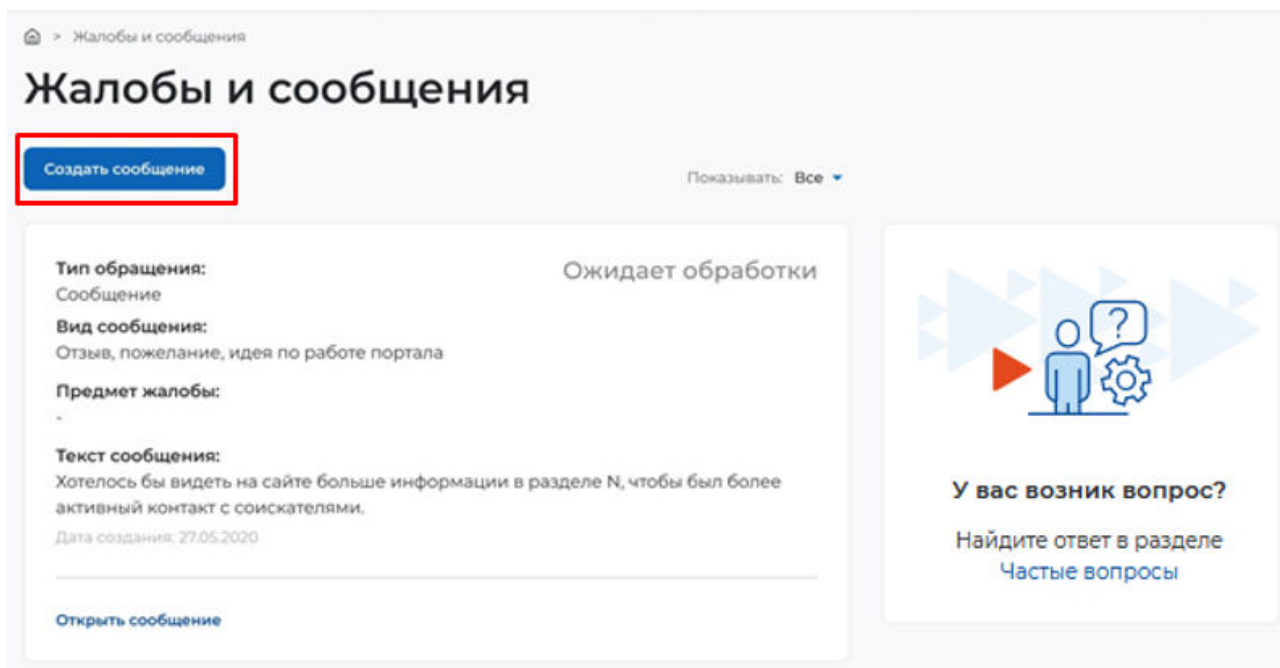 > Жалобы и сообщения
Жалобы и сообщения
Создать сообщение
Показывать: Все
Тип обращения:
Ожидает обработки
Сообщение
Вид сообщения:
Отзыв, пожелание, идея по работе портала
Предмет жалобы:
-
Текст сообщения:
Хотелось бы видеть на сайте больше информации в разделе N, чтобы был более
активный контакт с соискателями.
Дата создания: 27.05.2020
Открыть сообщение
?
У вас возник вопрос?
Найдите ответ в разделе
Частые вопросы